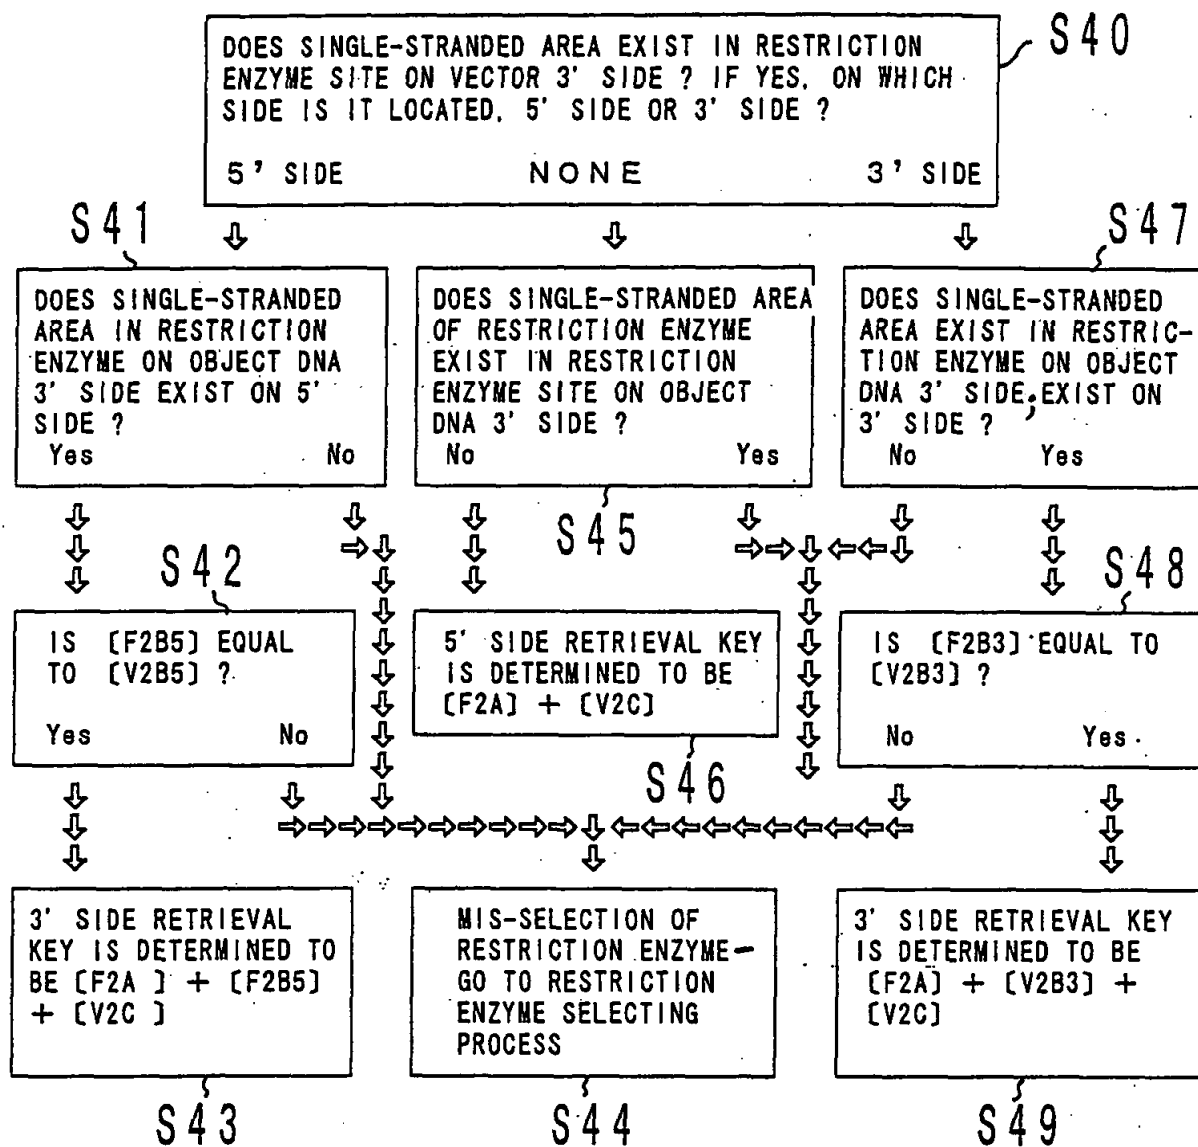 DOES SINGLE-STRANDED AREA EXIST IN RESTRICTION
ENZYME SITE ON VECTOR 3' SIDE ? IF YES, ON WHICH
SIDE IS IT LOCATED, 5' SIDE OR 3' SIDE ?
5' SIDE NONE 3' SIDE
S40
S41
DOES SINGLE-STRANDED
AREA IN RESTRICTION
ENZYME ON OBJECT DNA
3' SIDE EXIST ON 5'
SIDE ?
Yes No
DOES SINGLE-STRANDED AREA
OF RESTRICTION ENZYME
EXIST IN RESTRICTION
ENZYME SITE ON OBJECT
DNA 3' SIDE ?
No Yes
S45
S47
DOES SINGLE-STRANDED
AREA EXIST IN RESTRIC-
TION ENZYME ON OBJECT
DNA 3' SIDE;EXIST ON
3' SIDE ?
No Yes
S42
IS [F2B5] EQUAL
TO [V2B5] ?
Yes No
5' SIDE RETRIEVAL KEY
IS DETERMINED TO BE
[F2A] + [V2C]
S46
S48
IS [F2B3] EQUAL TO
[V2B3] ?
No Yes
3' SIDE RETRIEVAL
KEY IS DETERMINED TO
BE [F2A ] + [F2B5]
+ [V2C ]
S43
MIS-SELECTION OF
RESTRICTION ENZYME-
GO TO RESTRICTION
ENZYME SELECTING
PROCESS
S44
3' SIDE RETRIEVAL KEY
IS DETERMINED TO BE
[F2A] + [V2B3] +
[V2C]
S49